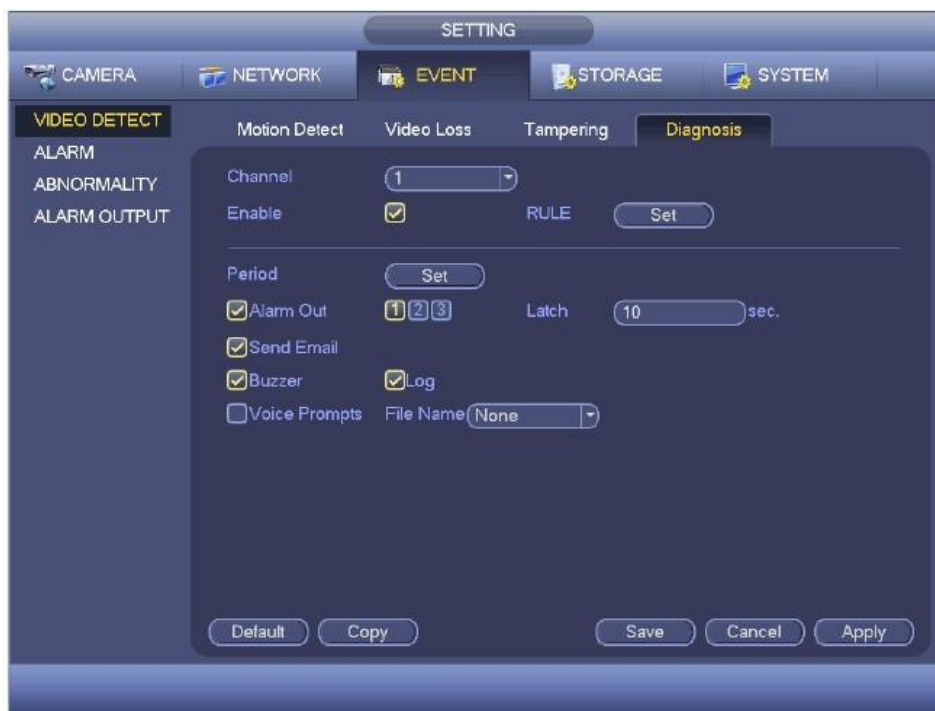 SETTING
CAMERA NETWORK EVENT STORAGE SYSTEM
VIDEO DETECT
ALARM
ABNORMALITY
ALARM OUTPUT
Motion Detect Video Loss Tampering Diagnosis
Channel 1
Enable RULE Set
Period Set
Alarm Out 1 2 3 Latch 10 sec.
Send Email
Buzzer Log
Voice Prompts File Name None
Default Copy Save Cancel Apply